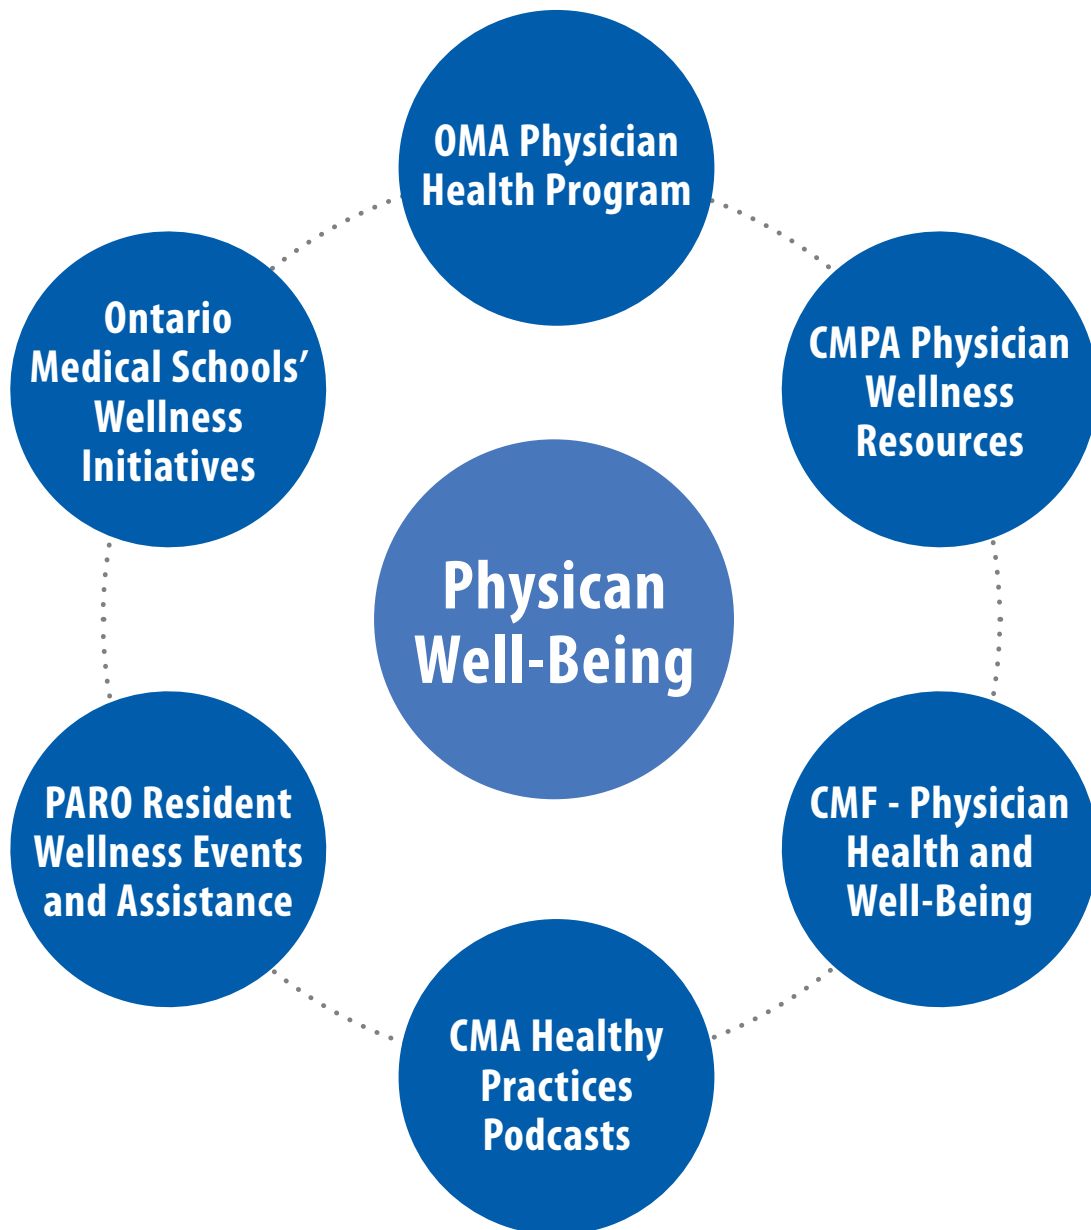 OMA Physician
Health Program
CMPA Physician
Wellness
Resources
CMF - Physician
Health and
Well-Being
CMA Healthy
Practices
Podcasts
PARO Resident
Wellness Events
and Assistance
Ontario
Medical Schools’
Wellness
Initiatives
Physican
Well-Being